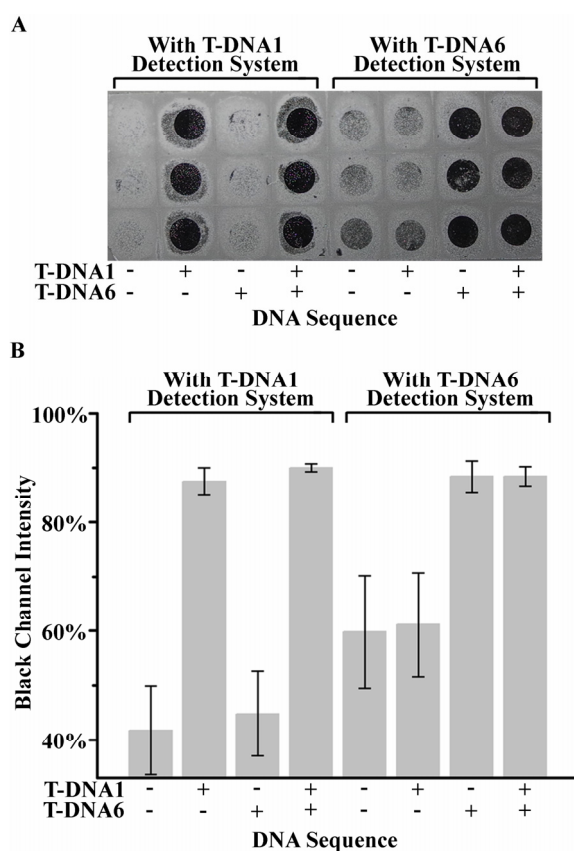 A
With T-DNA1 With T-DNA6
Detection System Detection System
T-DNA1 - + - + - + - +
T-DNA6 - - + + - - + +
DNA Sequence
B
With T-DNA1 With T-DNA6
Detection System Detection System
100%
80%
60%
40%
Black Channel Intensity
T-DNA1 - + - + - + - +
T-DNA6 - - + + - - + +
DNA Sequence